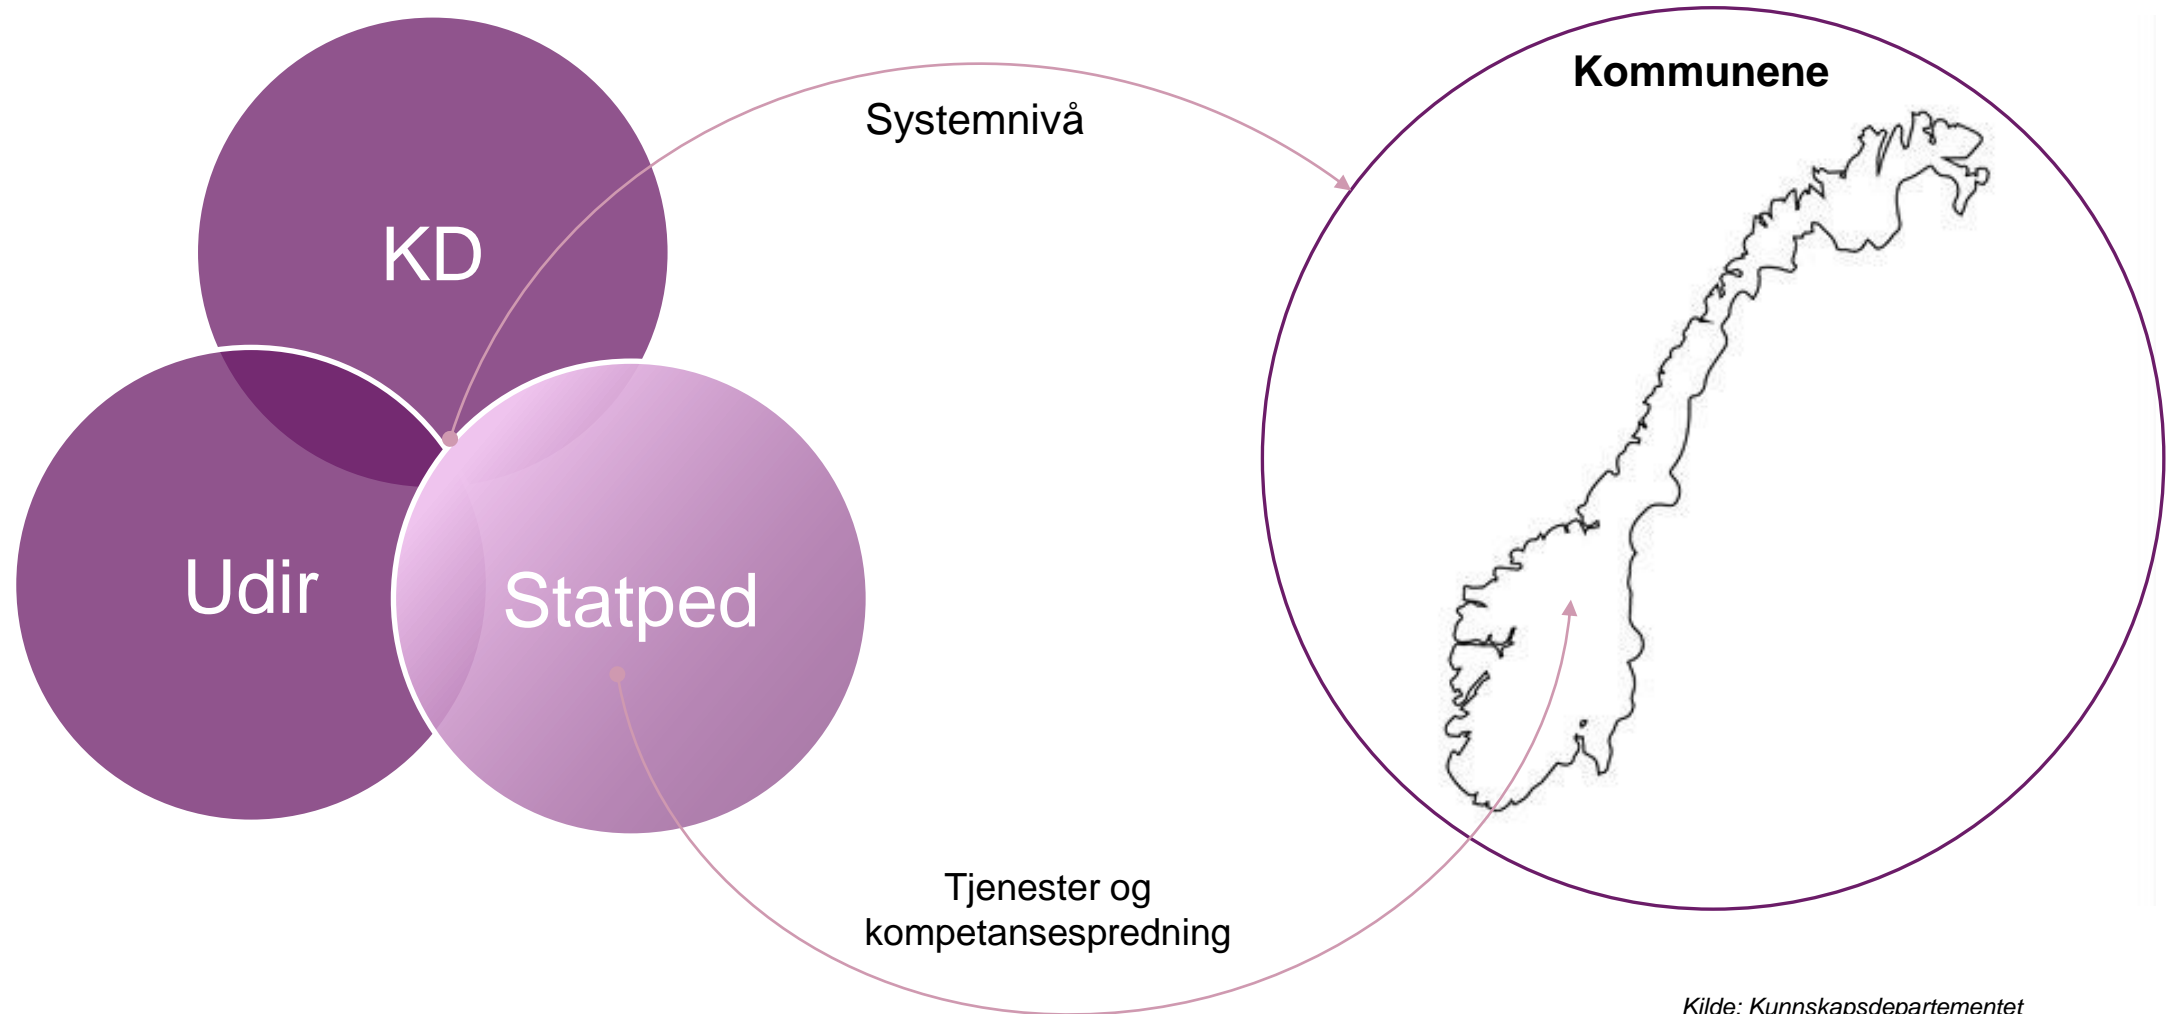 Kommunene
Systemnivå
KD
Udir
Statped
Tjenester og
kompetansespredning
Kilde: Kunnskapsdepartementet